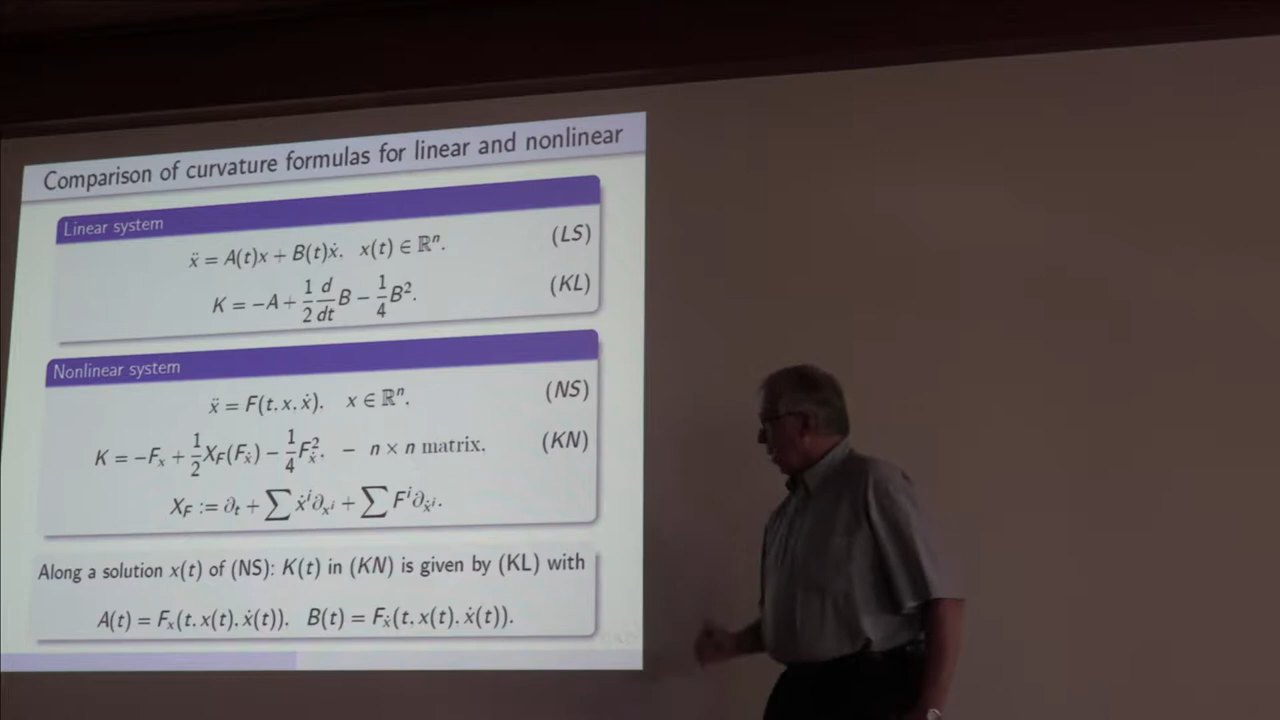 Comparison of curvature formulas for linear and nonlinear
Linear system
ẍ = A(t)x + B(t)ẋ, x(t) ∈ ℝⁿ. (LS)
K = −A + 1/2 d/dt B − 1/4 B². (KL)
Nonlinear system
ẍ = F(t, x, ẋ), x ∈ ℝⁿ. (NS)
K = −Fₓ + 1/2 X_F(F_ẋ) − 1/4 F_ẋ², − n × n matrix. (KN)
X_F := ∂_t + ∑ ẋⁱ∂_{xⁱ} + ∑ Fⁱ∂_{ẋⁱ}.
Along a solution x(t) of (NS): K(t) in (KN) is given by (KL) with
A(t) = Fₓ(t, x(t), ẋ(t)), B(t) = F_ẋ(t, x(t), ẋ(t)).